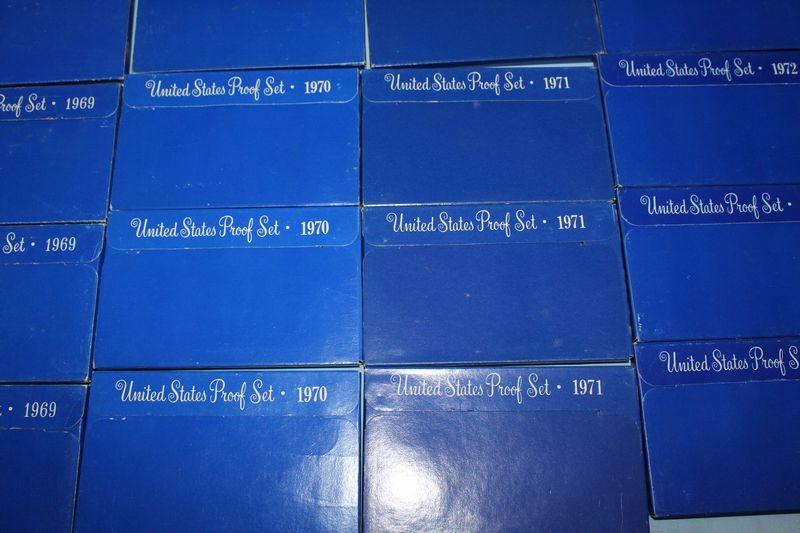 Proof Set • 1969
United States Proof Set • 1970
United States Proof Set • 1971
United States Proof Set • 1972
Set • 1969
United States Proof Set • 1970
United States Proof Set • 1971
United States Proof Set •
• 1969
United States Proof Set • 1970
United States Proof Set • 1971
United States Proof S